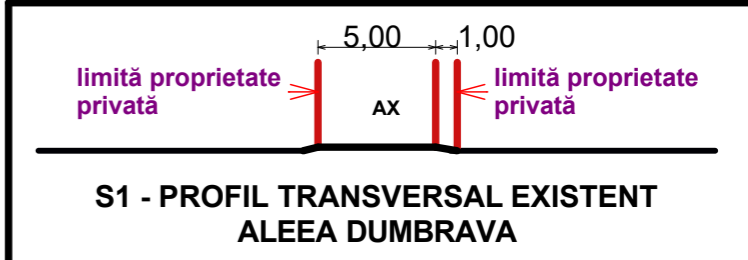 5,00 1,00
limită proprietate
privată
AX
limită proprietate
privată
S1 - PROFIL TRANSVERSAL EXISTENT
ALEEA DUMBRAVA